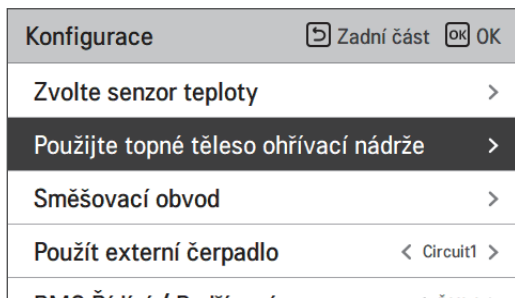 Konfigurace Zadní část OK OK
Zvolte senzor teploty >
Použijte topné těleso ohřívací nádrže >
Směšovací obvod >
Použít externí čerpadlo < Circuit1 >